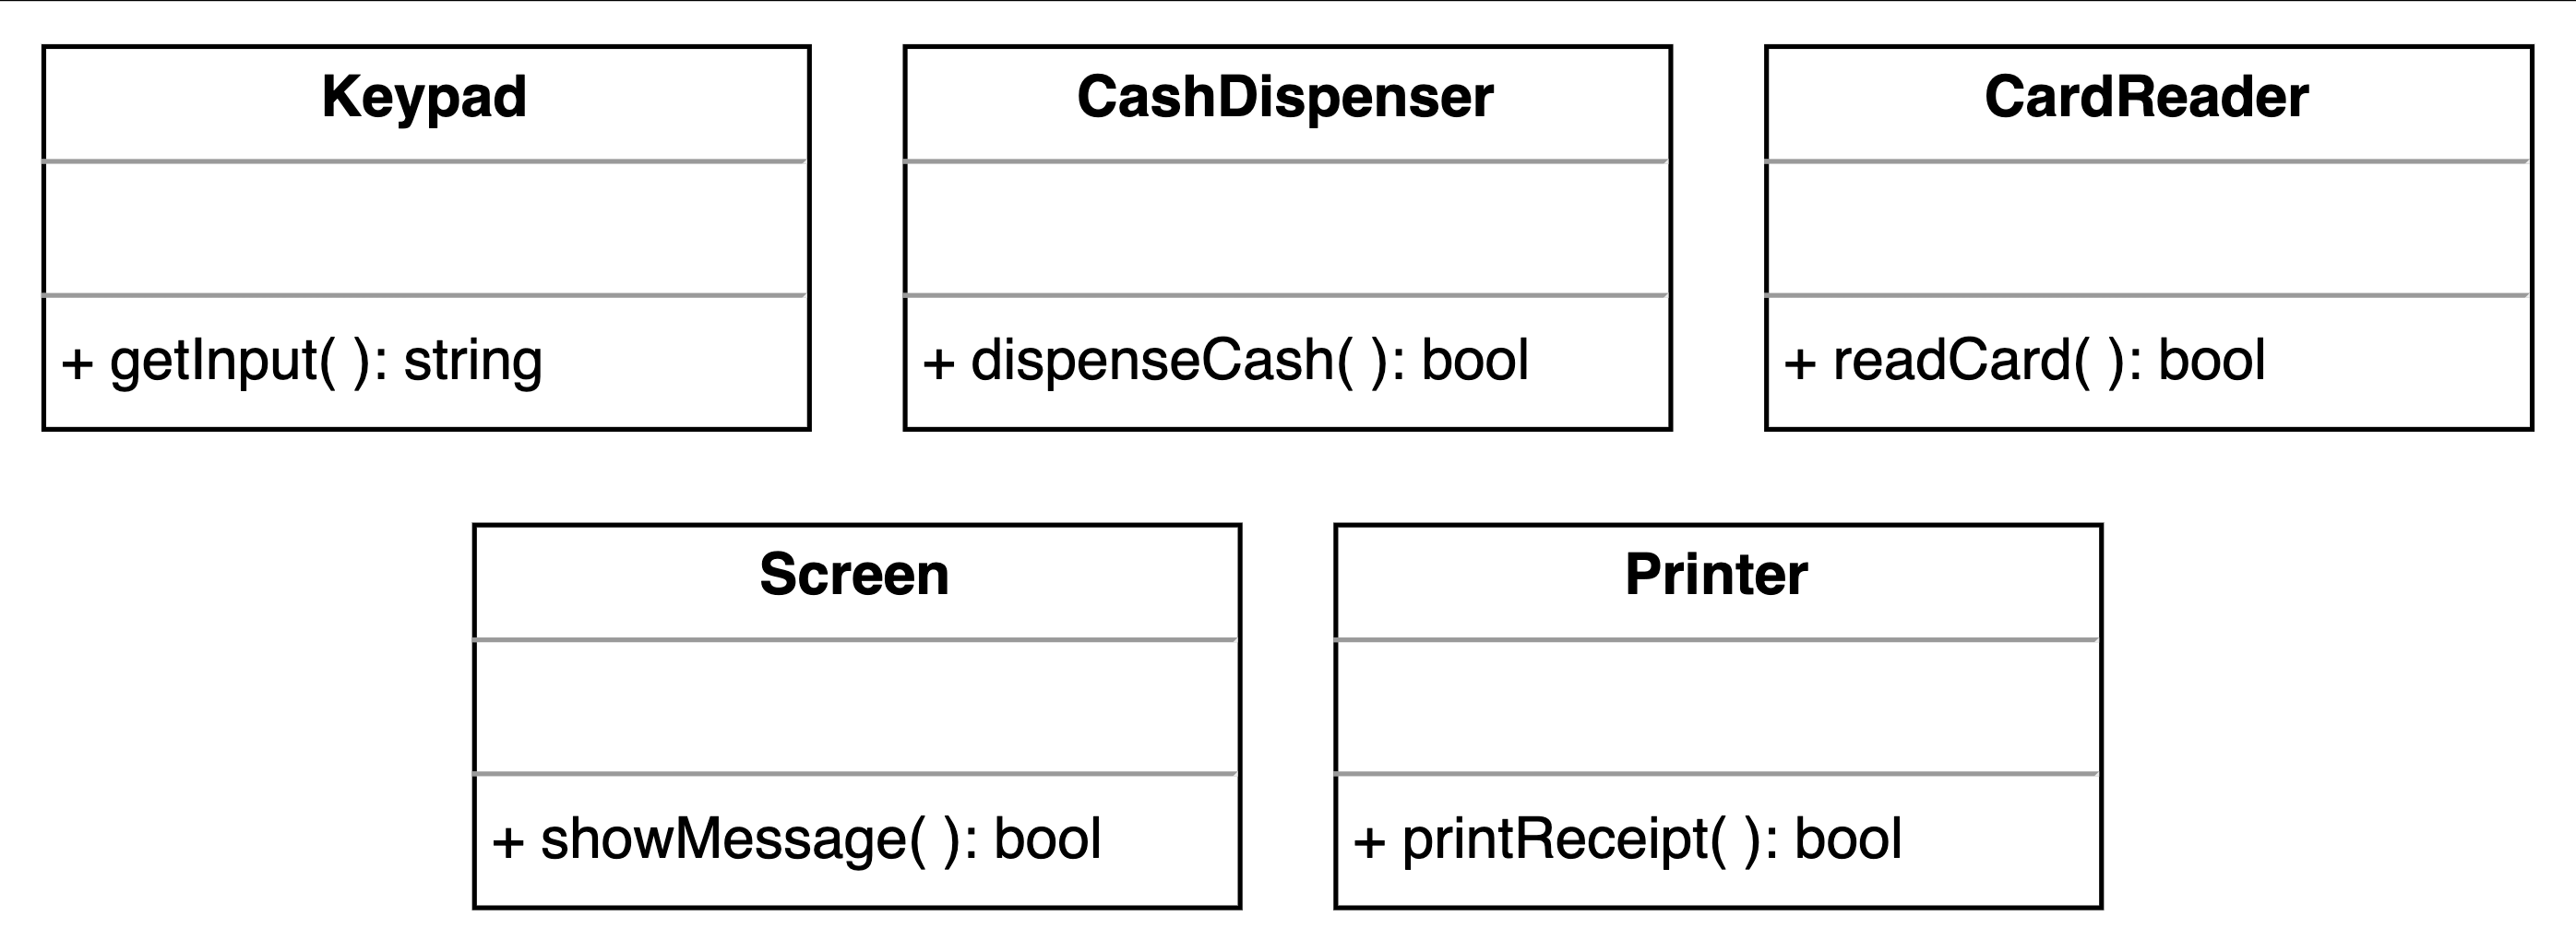 Keypad
+ getInput( ): string
CashDispenser
+ dispenseCash( ): bool
CardReader
+ readCard( ): bool
Screen
+ showMessage( ): bool
Printer
+ printReceipt( ): bool